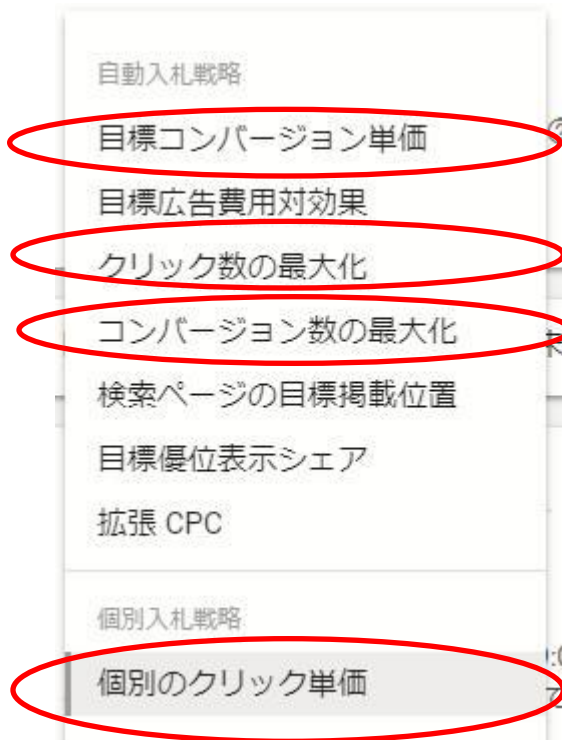 自動入札戦略
目標コンバージョン単価
目標広告費用対効果
クリック数の最大化
コンバージョン数の最大化
検索ページの目標掲載位置
目標優位表示シェア
拡張 CPC
個別入札戦略
個別のクリック単価